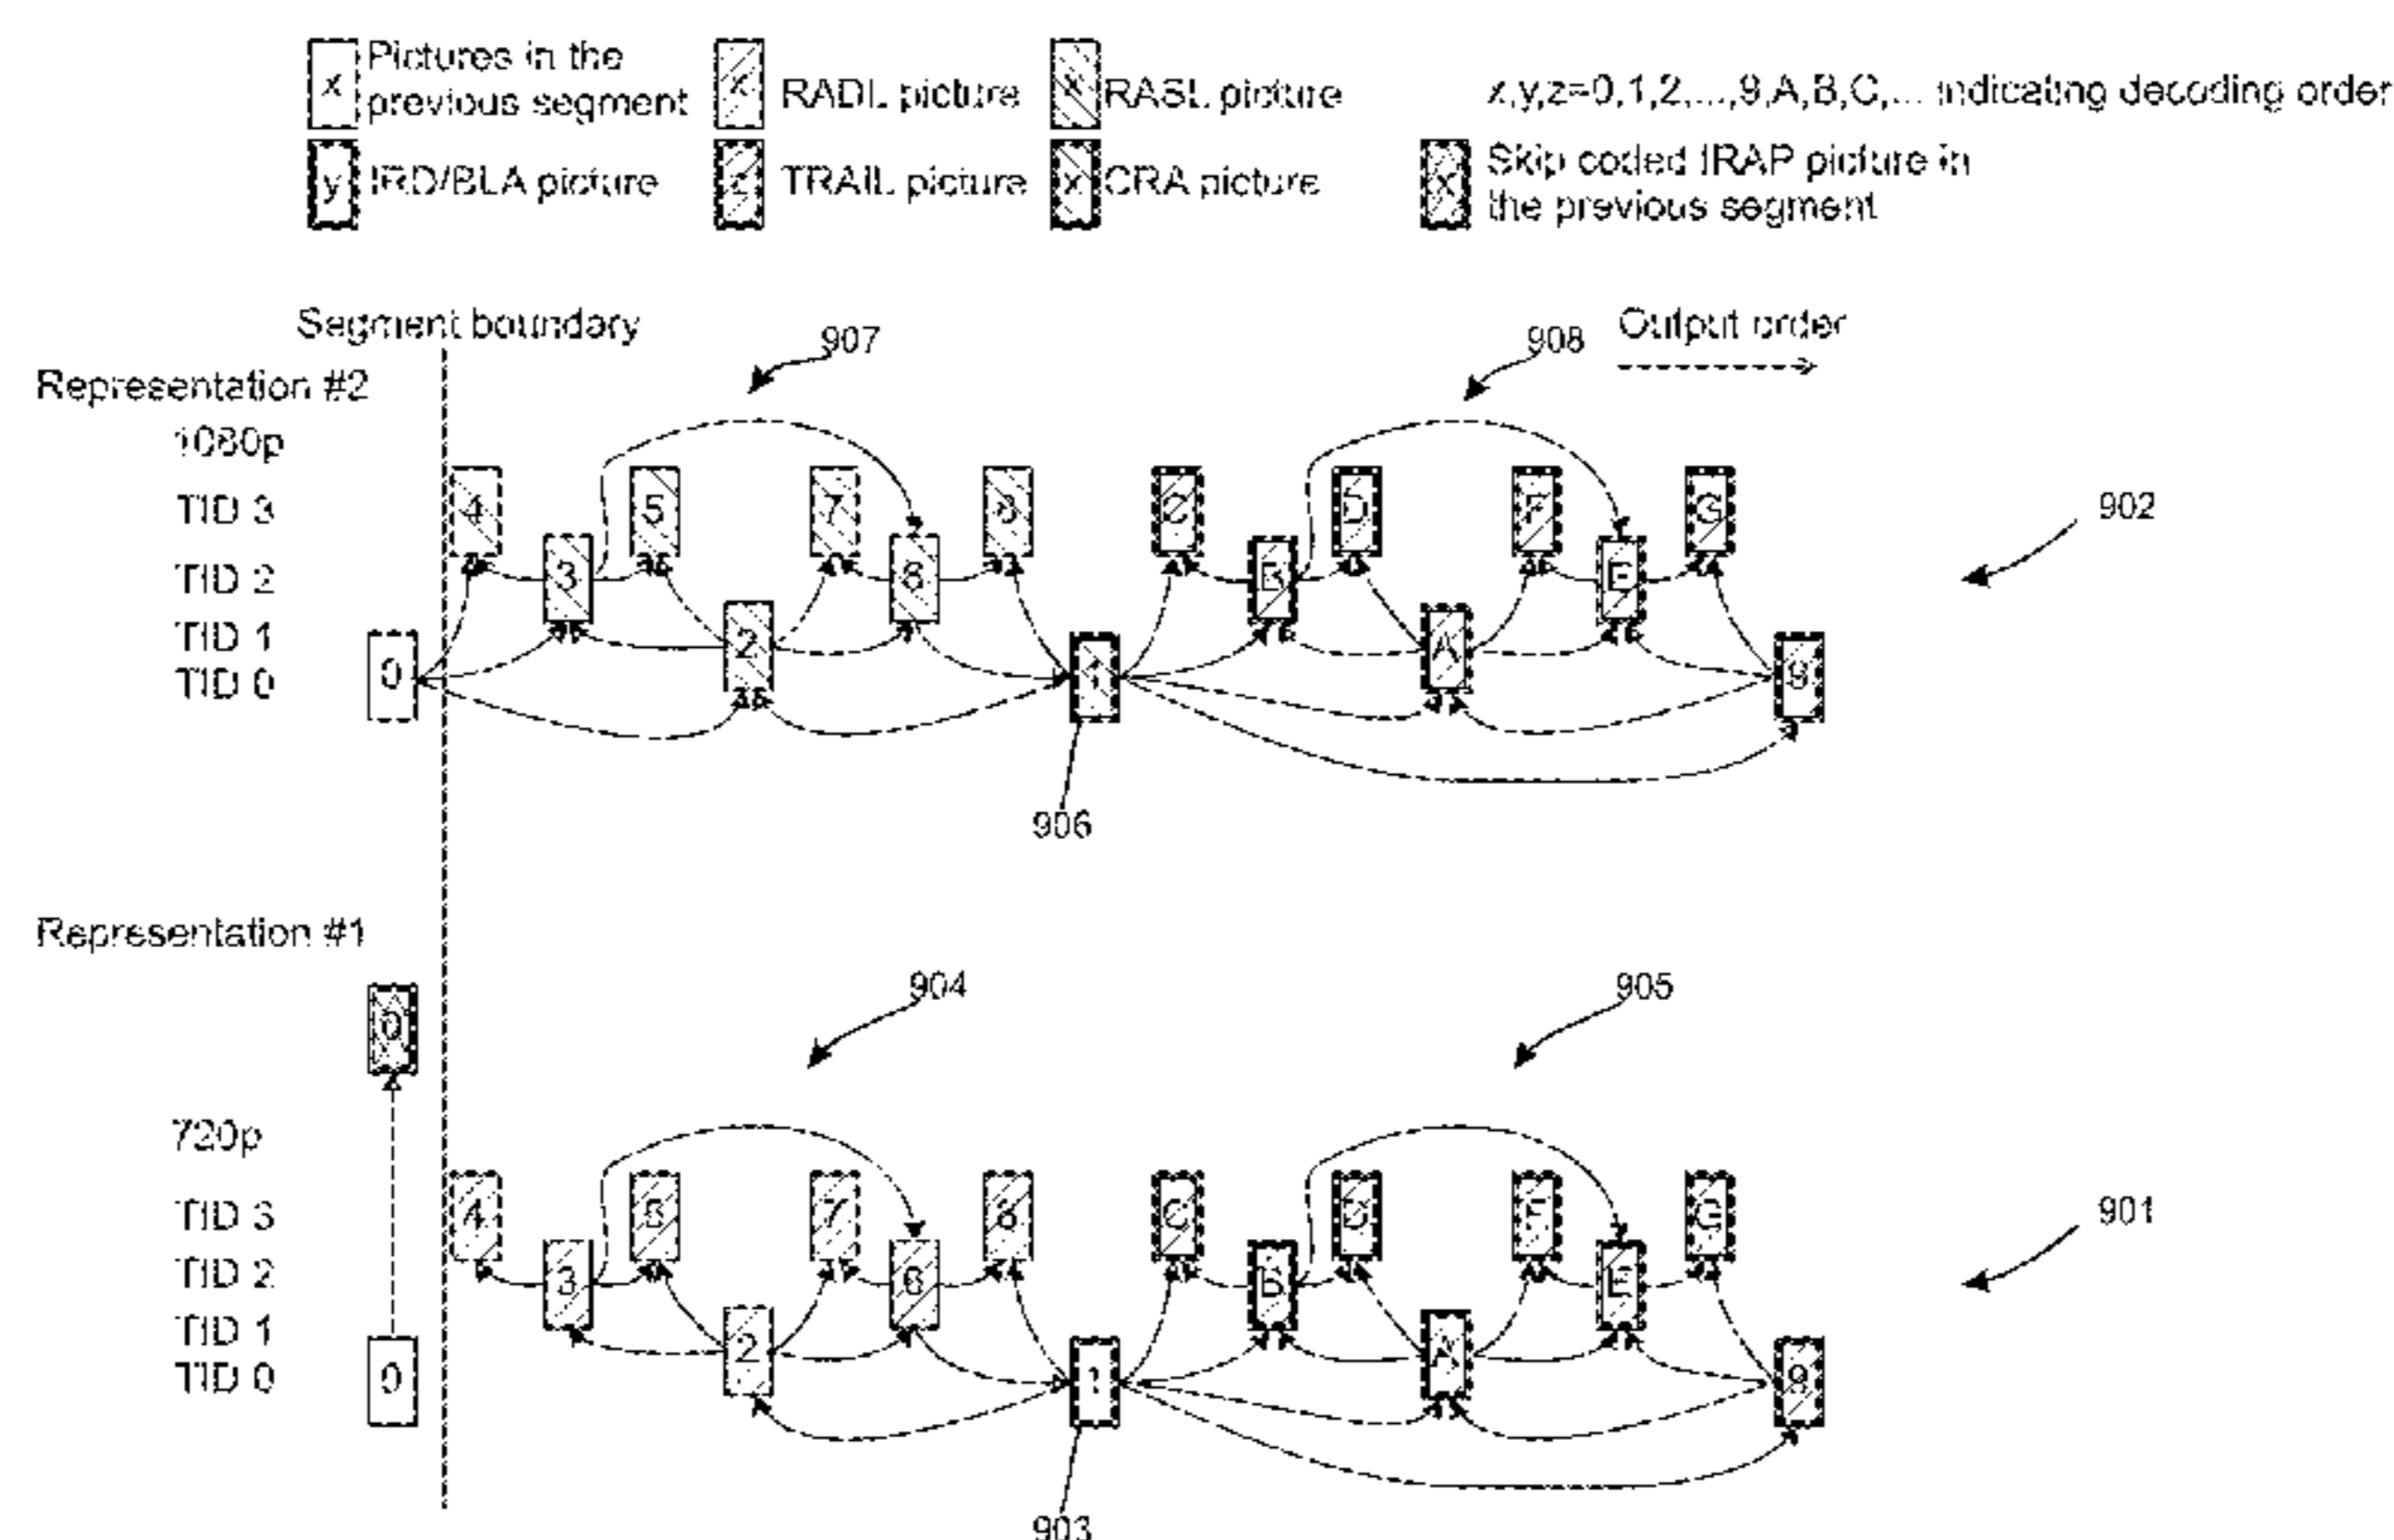 x Pictures in the previous segment
x RADL picture
x RASL picture
x,y,z=0,1,2,...,9,A,B,C,... indicating decoding order
y IRD/BLA picture
z TRAIL picture
x CRA picture
x Skip coded IRAP picture in the previous segment
Segment boundary
907
908
Output order
Representation #2
1080p
4 5 7 8 C D F G
TID 3
902
3 6 B E
TID 2
TID 1
2 A
TID 0
0 1 9
906
Representation #1
904
905
0
720p
4 5 7 8 C D F G
TID 3
901
3 6 B E
TID 2
TID 1
2 A
TID 0
0 1 9
903